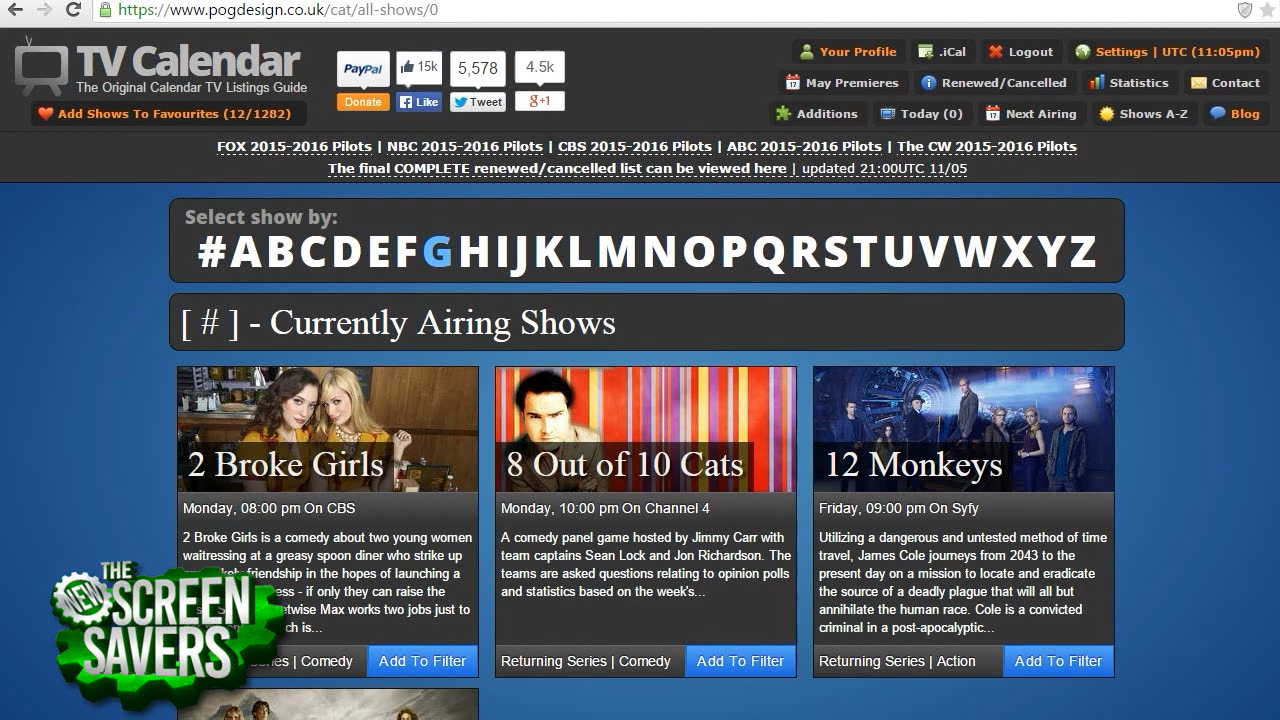 https://www.pogdesign.co.uk/cat/all-shows/0
TV Calendar
The Original Calendar TV Listings Guide
Add Shows To Favourites (12/1282)
PayPal
Donate
15k
Like
5,578
Tweet
4.5k
g+1
Your Profile
.iCal
Logout
Settings | UTC (11:05pm)
May Premieres
Renewed/Cancelled
Statistics
Contact
Additions
Today (0)
Next Airing
Shows A-Z
Blog
FOX 2015-2016 Pilots | NBC 2015-2016 Pilots | CBS 2015-2016 Pilots | ABC 2015-2016 Pilots | The CW 2015-2016 Pilots
The final COMPLETE renewed/cancelled list can be viewed here | updated 21:00UTC 11/05
Select show by:
#ABCDEFGHIJKLMNOPQRSTUVWXYZ
[ # ] - Currently Airing Shows
2 Broke Girls
Monday, 08:00 pm On CBS
2 Broke Girls is a comedy about two young women
waitressing at a greasy spoon diner who strike up
friendship in the hopes of launching a
- if only they can raise the
Max works two jobs just to
is...
| Comedy
Add To Filter
8 Out of 10 Cats
Monday, 10:00 pm On Channel 4
A comedy panel game hosted by Jimmy Carr with
team captains Sean Lock and Jon Richardson. The
teams are asked questions relating to opinion polls
and statistics based on the week's...
Returning Series | Comedy
Add To Filter
12 Monkeys
Friday, 09:00 pm On Syfy
Utilizing a dangerous and untested method of time
travel, James Cole journeys from 2043 to the
present day on a mission to locate and eradicate
the source of a deadly plague that will all but
annihilate the human race. Cole is a convicted
criminal in a post-apocalyptic...
Returning Series | Action
Add To Filter
THE
NEW
SCREEN
SAVERS